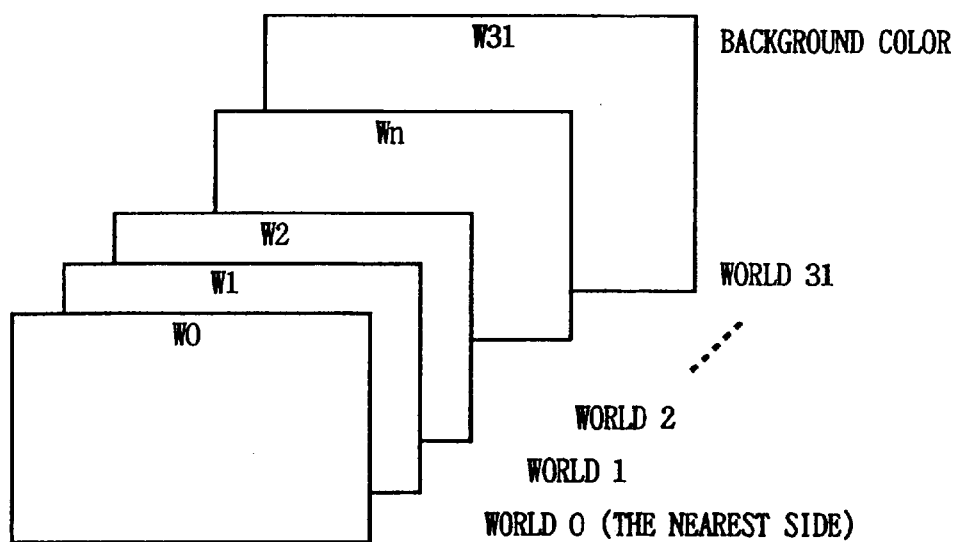 W31
BACKGROUND COLOR
Wn
W2
W1
WORLD 31
W0
WORLD 2
WORLD 1
WORLD 0 (THE NEAREST SIDE)